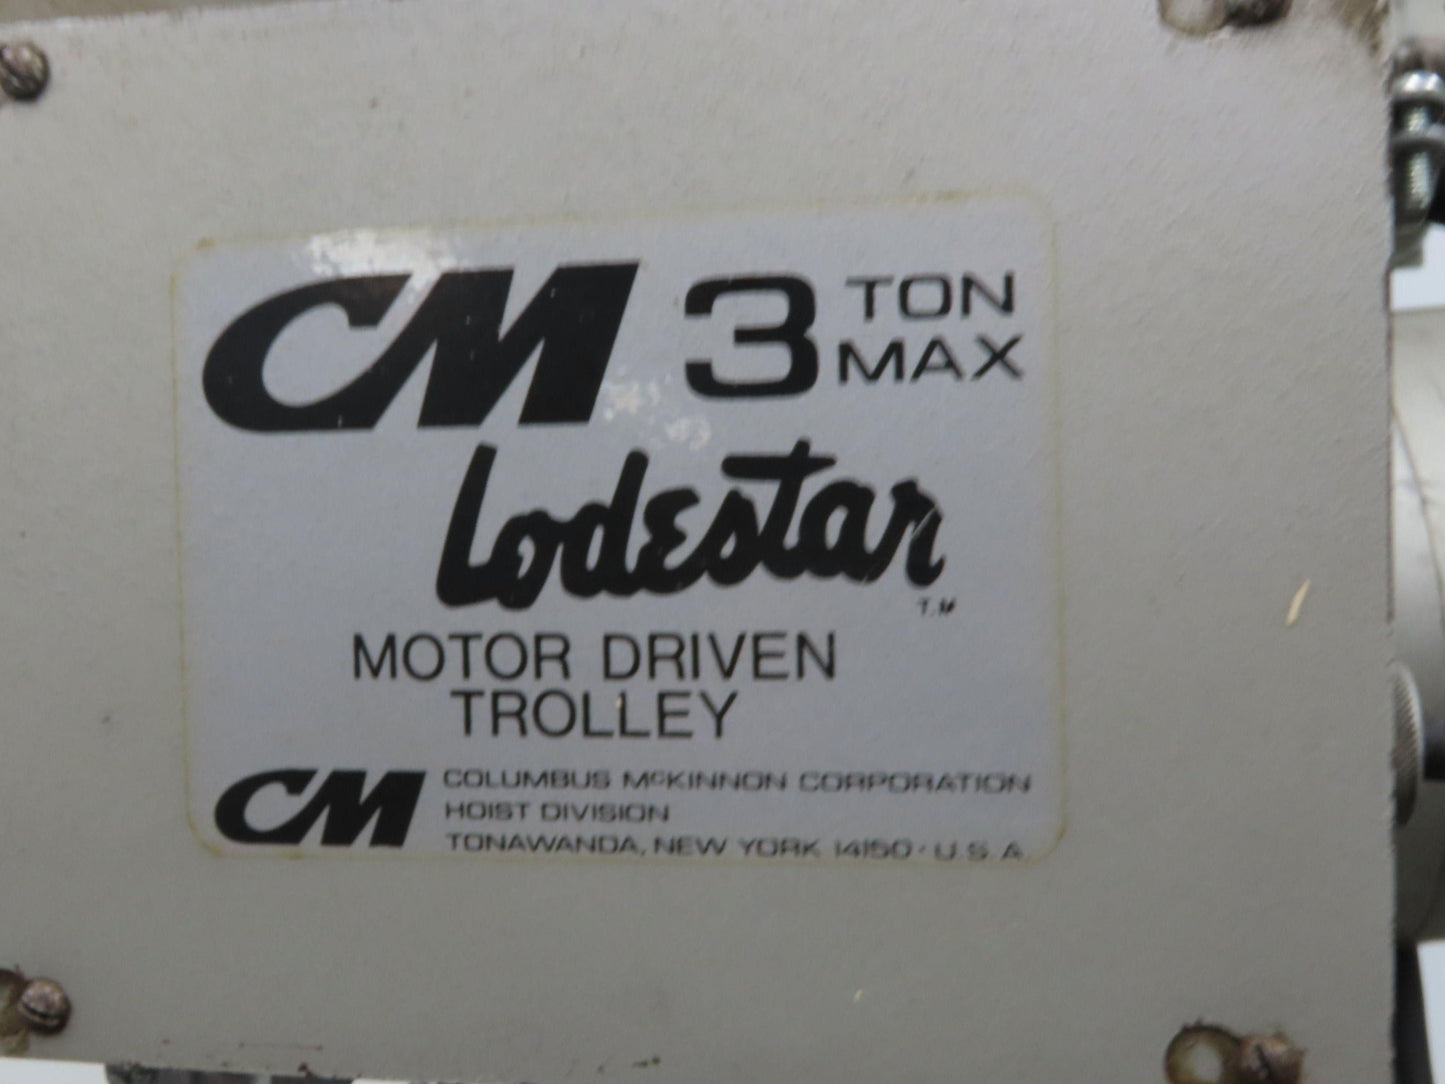 CM 3 TON MAX
Lodestar
T.M
MOTOR DRIVEN
TROLLEY
CM COLUMBUS McKINNON CORPORATION
HOIST DIVISION
TONAWANDA, NEW YORK 14150 · U.S.A.